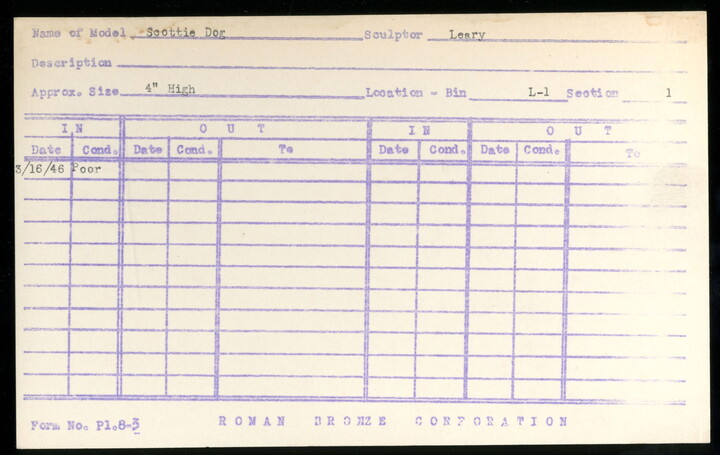 Name of Model Scottie Dog Sculptor Leary
Description
Approx. Size 4" High Location - Bin L-1 Section 1
IN OUT IN OUT
Date Cond. Date Cond. To Date Cond. Date Cond. To
3/16/46 Poor
Form No. Pl.8-3 ROMAN BRONZE CORPORATION